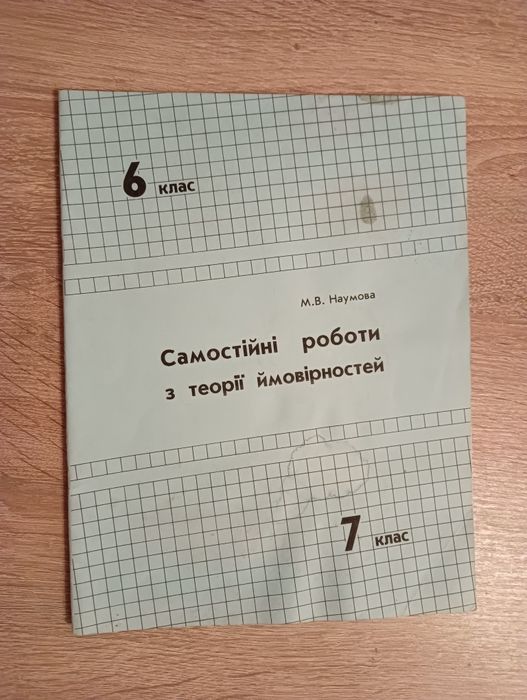 6 клас
М.В. Наумова
Самостійні роботи
з теорії ймовірностей
7 клас